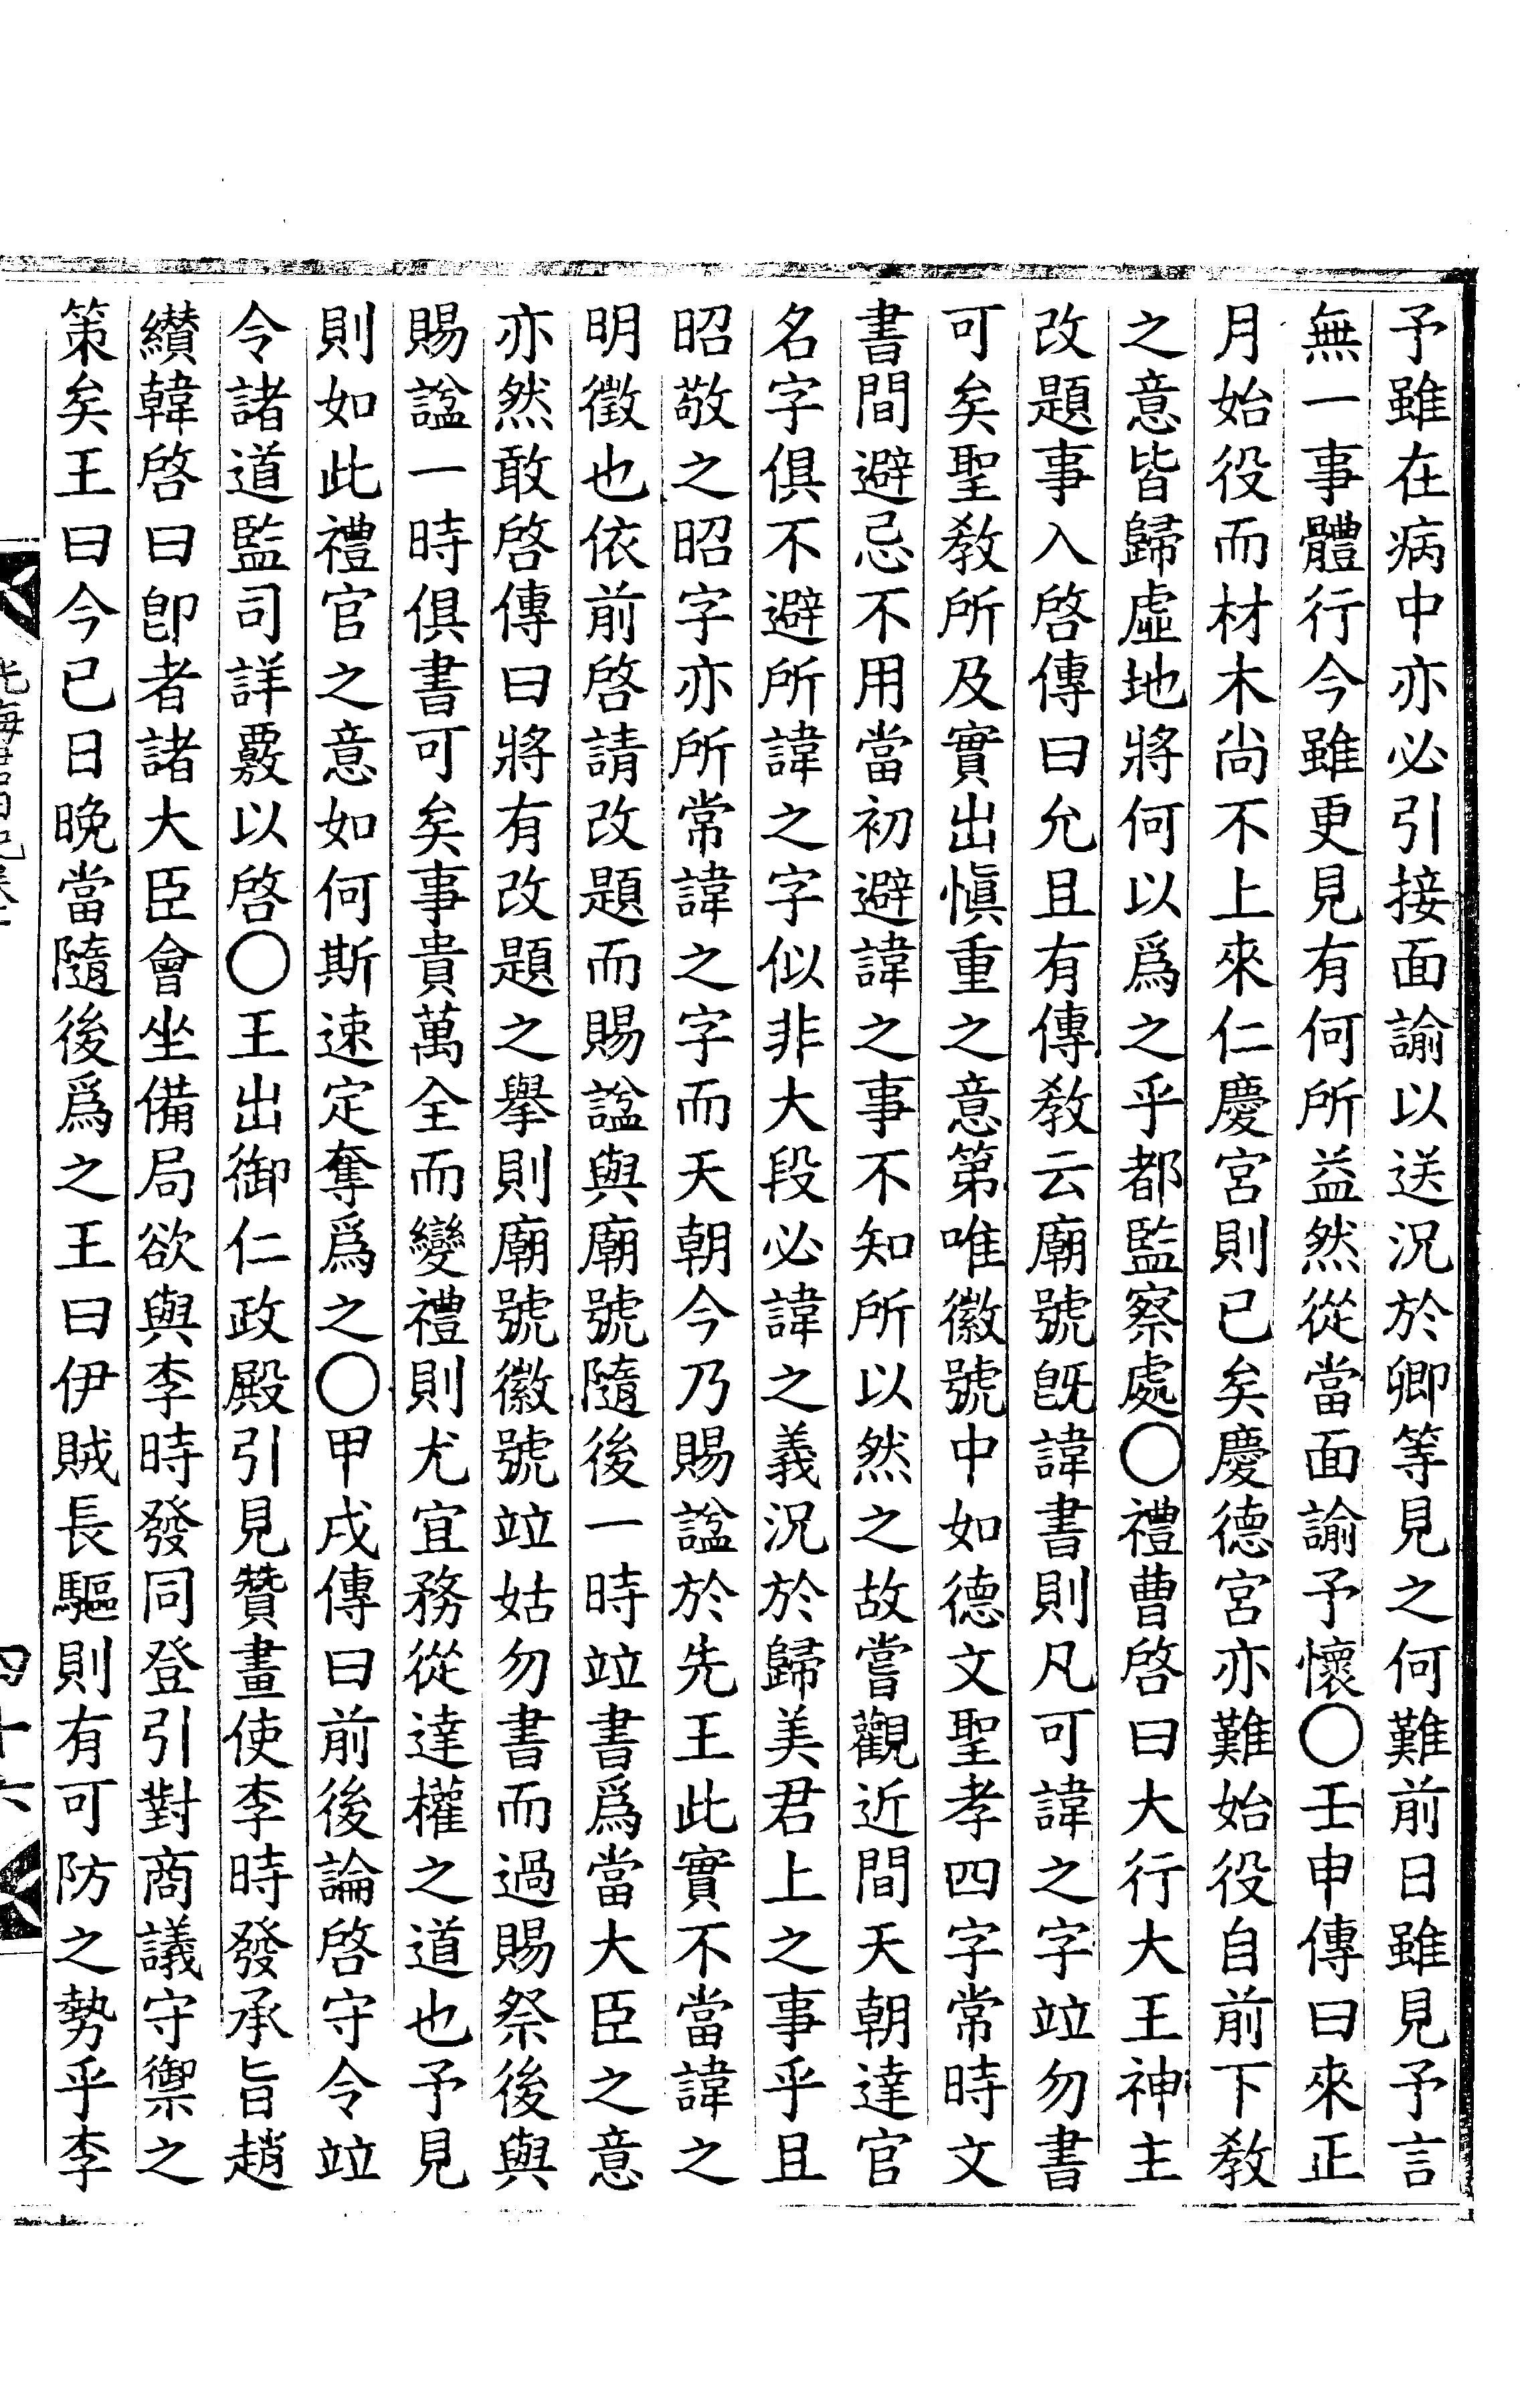 予雖在病中亦必引接面諭以送況於卿等見之何難前日雖見予言
無一事體行今雖更見有何所益然從當面諭予懷〇壬申傳曰來正
月始役而材木尚不上來仁慶宮則已矣慶德宮亦難始役自前下敎
之意皆歸虛地將何以爲之乎都監察處〇禮曹啓曰大行大王神主
改題事入啓傳曰允且有傳敎云廟號旣諱書則凡可諱之字竝勿書
可矣聖敎所及實出愼重之意第唯徽號中如德文聖孝四字常時文
書間避忌不用當初避諱之事不知所以然之故嘗觀近間天朝達官
名字俱不避所諱之字似非大段必諱之義況於歸美君上之事乎且
昭敬之昭字亦所常諱之字而天朝今乃賜諡於先王此實不當諱之
明徵也依前啓請改題而賜諡與廟號隨後一時竝書爲當大臣之意
亦然敢啓傳曰將有改題之擧則廟號徽號竝姑勿書而過賜祭後與
賜諡一時俱書可矣事貴萬全而變禮則尤宜務從達權之道也予見
則如此禮官之意如何斯速定奪爲之〇甲戌傳曰前後論啓守令竝
令諸道監司詳覈以啓〇王出御仁政殿引見贊畫使李時發承旨趙
纘韓啓曰卽者諸大臣會坐備局欲與李時發同登引對商議守禦之
策矣王曰今已日晚當隨後爲之王曰伊賊長驅則有可防之勢乎李
四十六